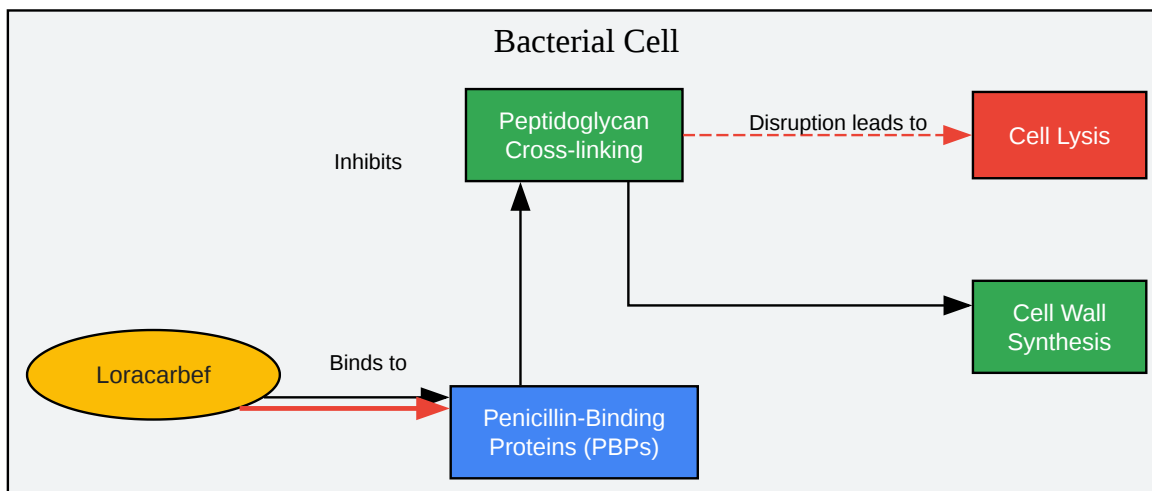 Bacterial Cell
Peptidoglycan
Cross-linking
Disruption leads to
Cell Lysis
Inhibits
Cell Wall
Synthesis
Loracarbef
Binds to
Penicillin-Binding
Proteins (PBPs)